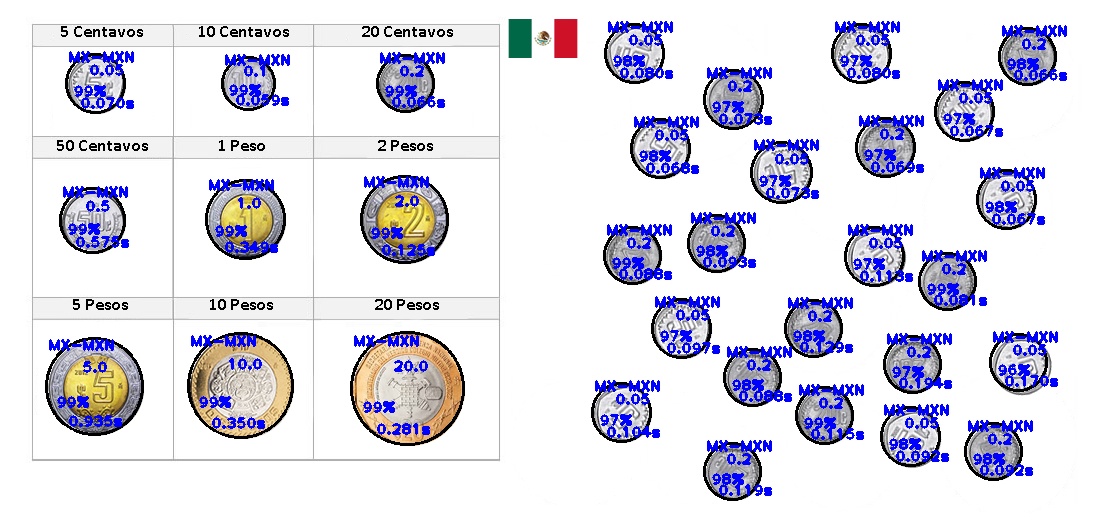 5 Centavos 10 Centavos 20 Centavos
MX-MXN
0.05
99%
0.070s
MX-MXN
0.1
99%
0.059s
MX-MXN
0.2
99%
0.066s
50 Centavos 1 Peso 2 Pesos
MX-MXN
0.5
99%
0.575s
MX-MXN
1.0
99%
0.349s
MX-MXN
2.0
99%
0.125s
5 Pesos 10 Pesos 20 Pesos
MX-MXN
5.0
99%
0.935s
MX-MXN
10.0
99%
0.350s
MX-MXN
20.0
99%
0.281s
MX-MXN
0.05
98%
0.080s
MX-MXN
0.05
97%
0.080s
MX-MXN
0.2
98%
0.066s
MX-MXN
0.2
97%
0.073s
MX-MXN
0.05
97%
0.067s
MX-MXN
0.05
98%
0.068s
MX-MXN
0.2
97%
0.069s
MX-MXN
0.05
97%
0.073s
MX-MXN
0.05
98%
0.067s
MX-MXN
0.2
99%
0.088s
MX-MXN
0.2
98%
0.093s
MX-MXN
0.05
97%
0.113s
MX-MXN
0.2
99%
0.081s
MX-MXN
0.05
97%
0.097s
MX-MXN
0.2
98%
0.129s
MX-MXN
0.2
98%
0.088s
MX-MXN
0.2
97%
0.194s
MX-MXN
0.05
96%
0.170s
MX-MXN
0.05
97%
0.104s
MX-MXN
0.2
99%
0.115s
MX-MXN
0.05
98%
0.092s
MX-MXN
0.2
98%
0.092s
MX-MXN
0.2
98%
0.119s